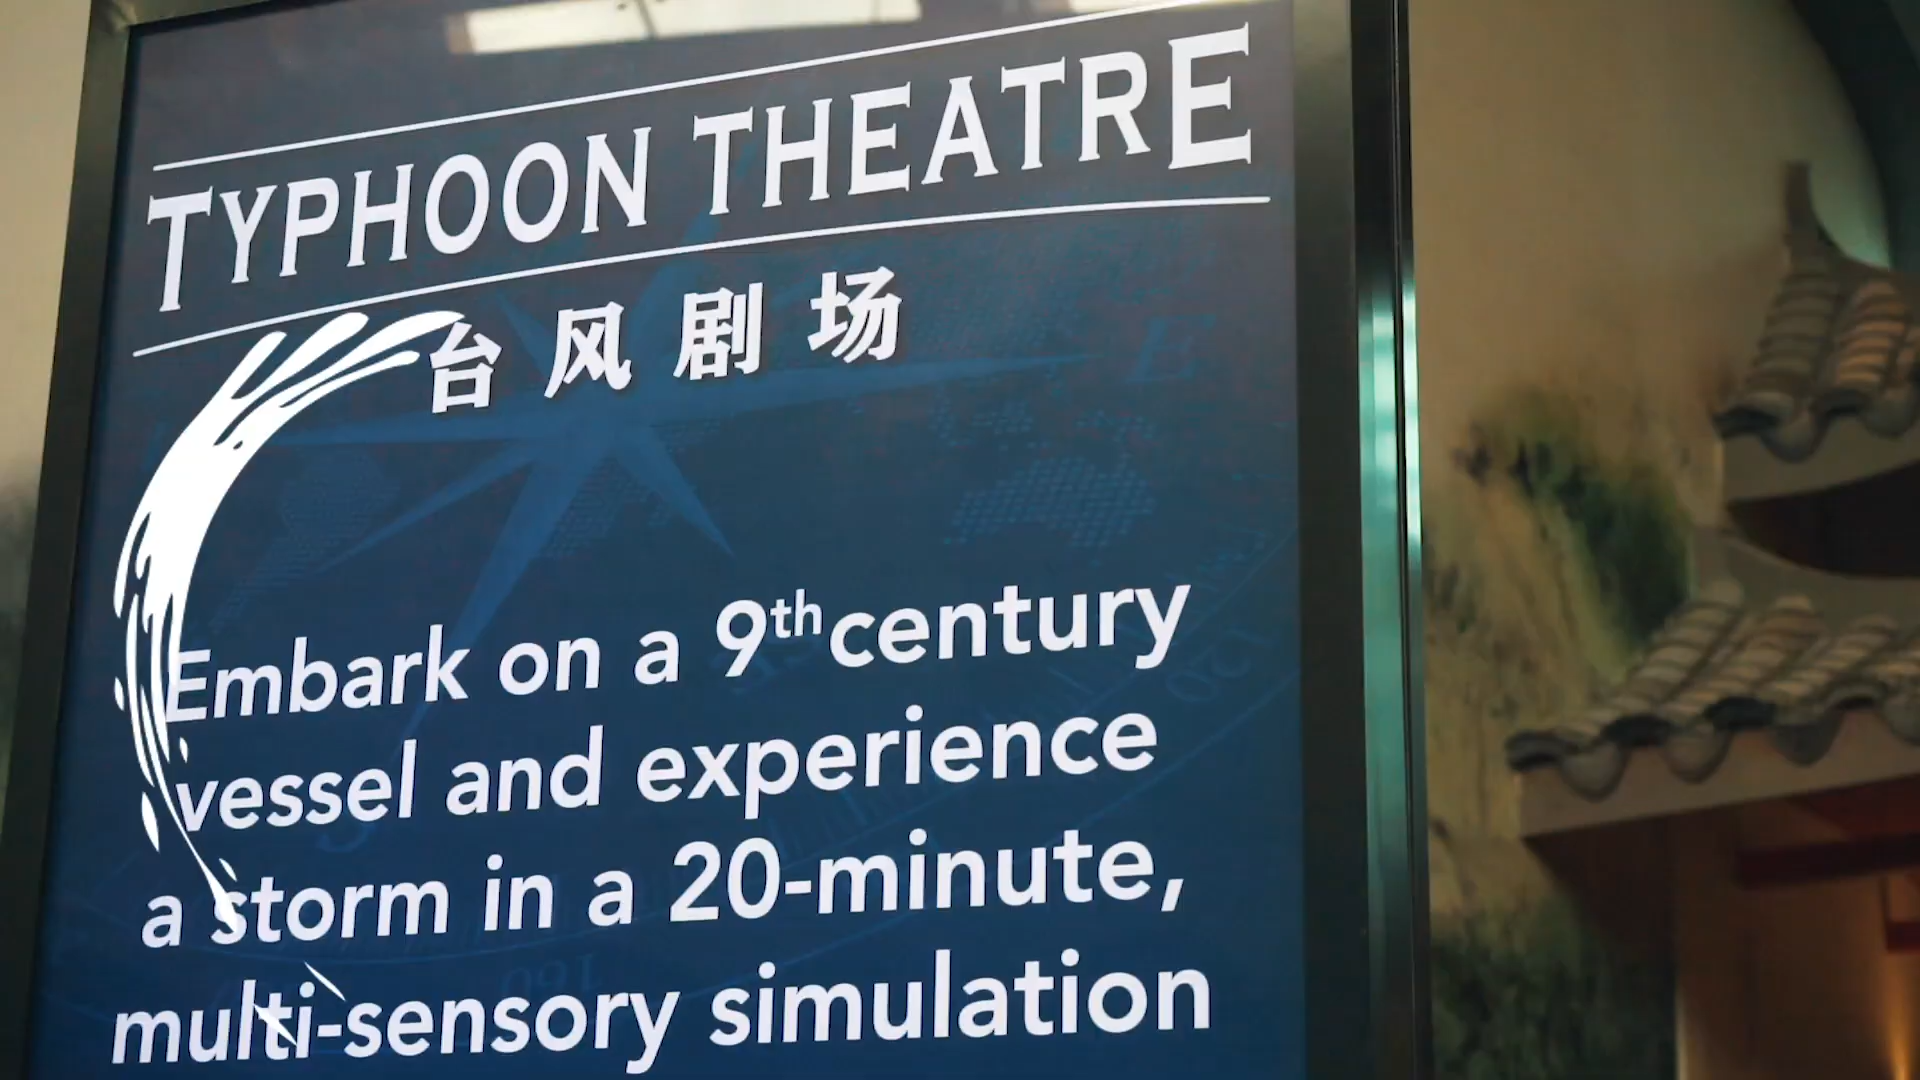 TYPHOON THEATRE
台风剧场
Embark on a 9th century
vessel and experience
a storm in a 20-minute,
multi-sensory simulation